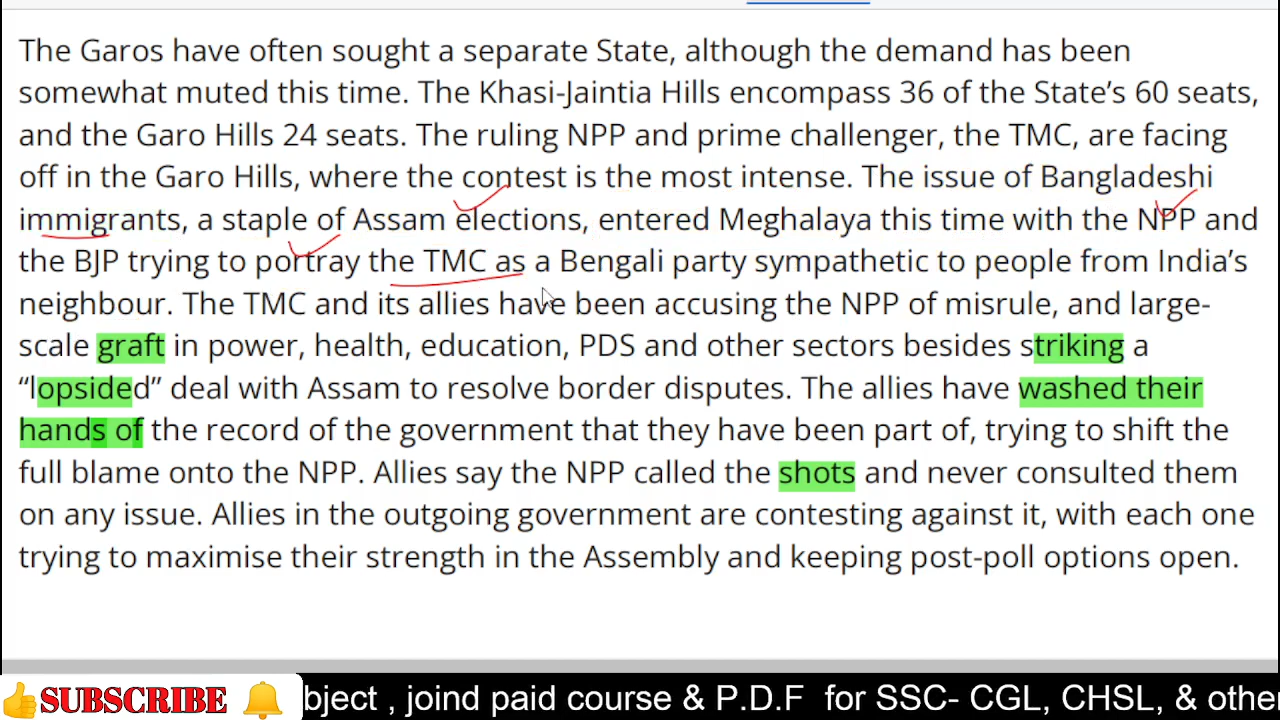 The Garos have often sought a separate State, although the demand has been
somewhat muted this time. The Khasi-Jaintia Hills encompass 36 of the State’s 60 seats,
and the Garo Hills 24 seats. The ruling NPP and prime challenger, the TMC, are facing
off in the Garo Hills, where the contest is the most intense. The issue of Bangladeshi
immigrants, a staple of Assam elections, entered Meghalaya this time with the NPP and
the BJP trying to portray the TMC as a Bengali party sympathetic to people from India’s
neighbour. The TMC and its allies have been accusing the NPP of misrule, and large-
scale graft in power, health, education, PDS and other sectors besides striking a
“lopsided” deal with Assam to resolve border disputes. The allies have washed their
hands of the record of the government that they have been part of, trying to shift the
full blame onto the NPP. Allies say the NPP called the shots and never consulted them
on any issue. Allies in the outgoing government are contesting against it, with each one
trying to maximise their strength in the Assembly and keeping post-poll options open.
SUBSCRIBE bject , joind paid course & P.D.F for SSC- CGL, CHSL, & othe